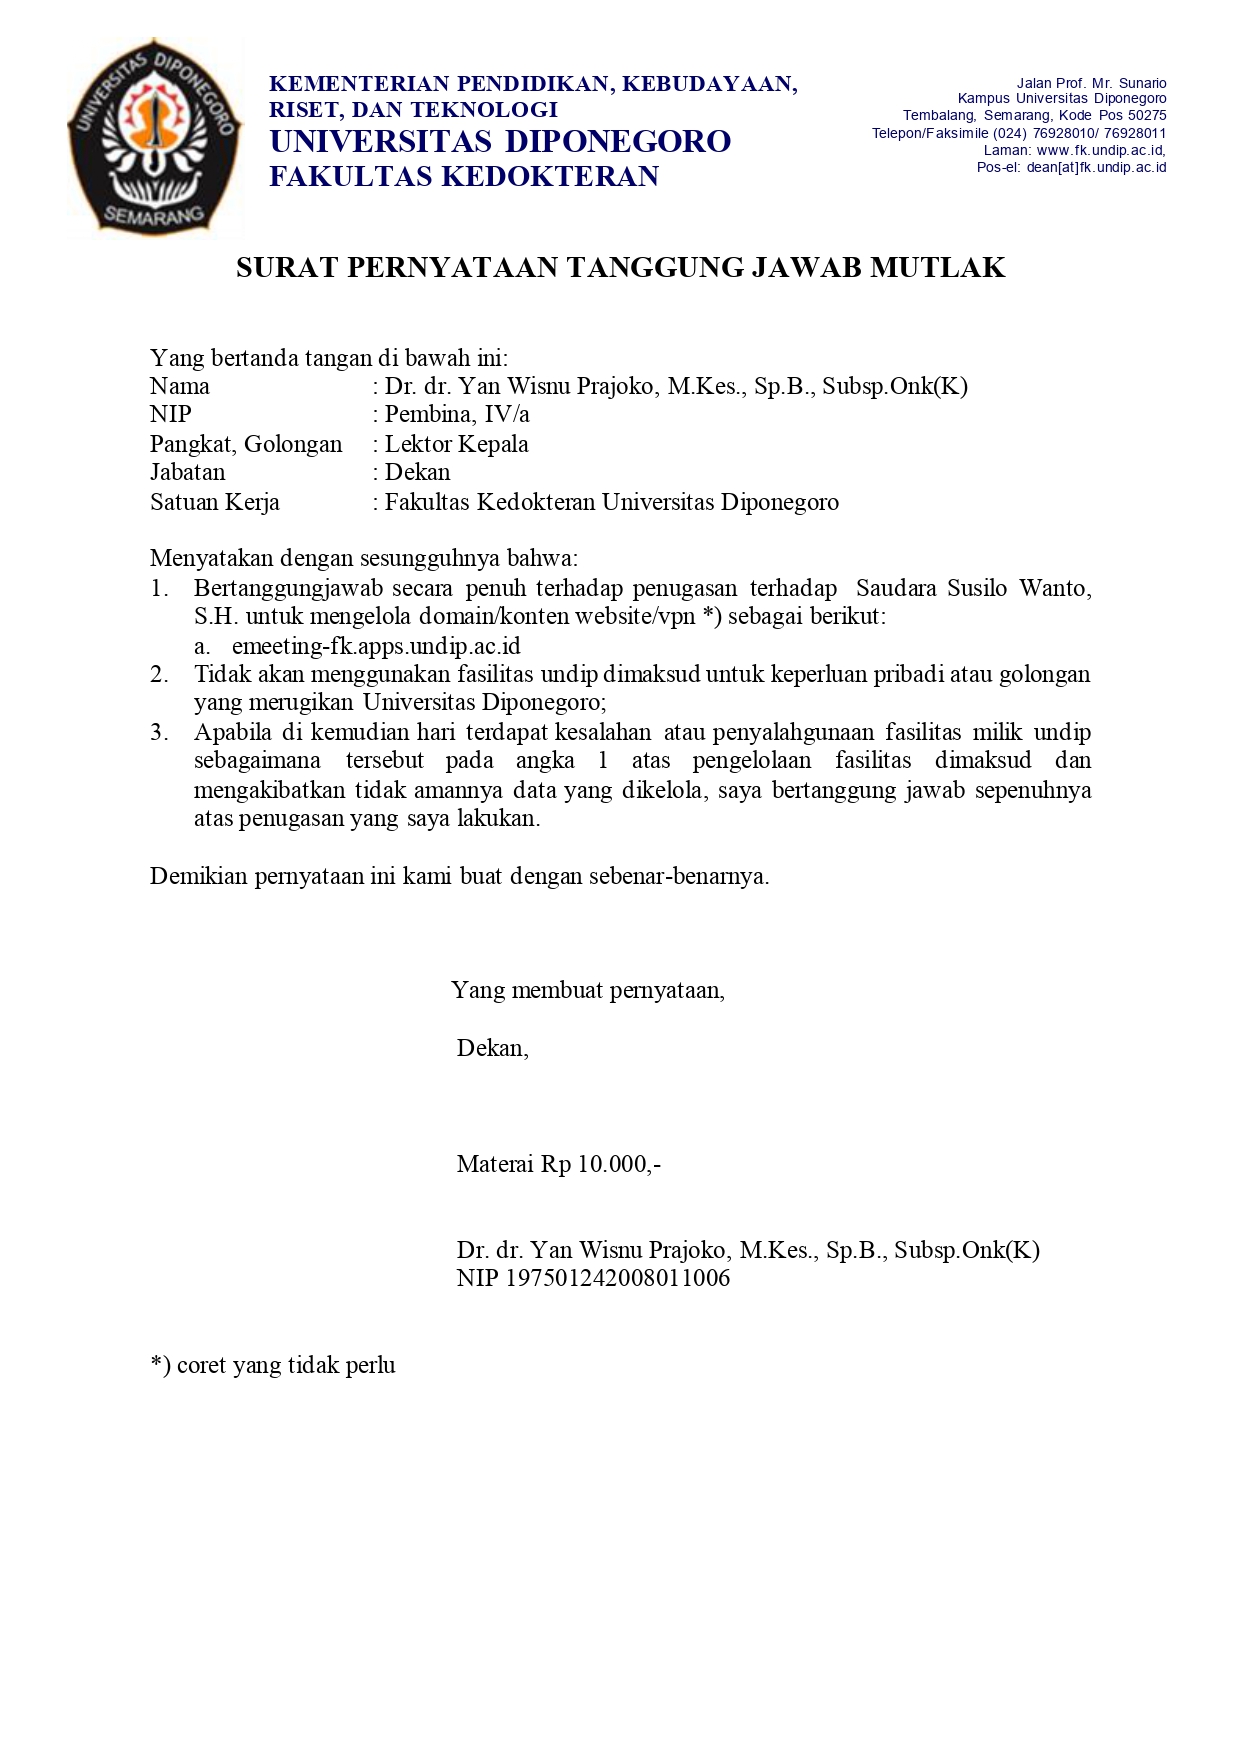 UNIVERSITAS DIPONEGORO
SEMARANG
KEMENTERIAN PENDIDIKAN, KEBUDAYAAN,
RISET, DAN TEKNOLOGI
UNIVERSITAS DIPONEGORO
FAKULTAS KEDOKTERAN
Jalan Prof. Mr. Sunario
Kampus Universitas Diponegoro
Tembalang, Semarang, Kode Pos 50275
Telepon/Faksimile (024) 76928010/ 76928011
Laman: www.fk.undip.ac.id,
Pos-el: dean[at]fk.undip.ac.id
SURAT PERNYATAAN TANGGUNG JAWAB MUTLAK
Yang bertanda tangan di bawah ini:
Nama : Dr. dr. Yan Wisnu Prajoko, M.Kes., Sp.B., Subsp.Onk(K)
NIP : Pembina, IV/a
Pangkat, Golongan : Lektor Kepala
Jabatan : Dekan
Satuan Kerja : Fakultas Kedokteran Universitas Diponegoro
Menyatakan dengan sesungguhnya bahwa:
1. Bertanggungjawab secara penuh terhadap penugasan terhadap Saudara Susilo Wanto,
S.H. untuk mengelola domain/konten website/vpn *) sebagai berikut:
a. emeeting-fk.apps.undip.ac.id
2. Tidak akan menggunakan fasilitas undip dimaksud untuk keperluan pribadi atau golongan
yang merugikan Universitas Diponegoro;
3. Apabila di kemudian hari terdapat kesalahan atau penyalahgunaan fasilitas milik undip
sebagaimana tersebut pada angka 1 atas pengelolaan fasilitas dimaksud dan
mengakibatkan tidak amannya data yang dikelola, saya bertanggung jawab sepenuhnya
atas penugasan yang saya lakukan.
Demikian pernyataan ini kami buat dengan sebenar-benarnya.
Yang membuat pernyataan,
Dekan,
Materai Rp 10.000,-
Dr. dr. Yan Wisnu Prajoko, M.Kes., Sp.B., Subsp.Onk(K)
NIP 197501242008011006
*) coret yang tidak perlu